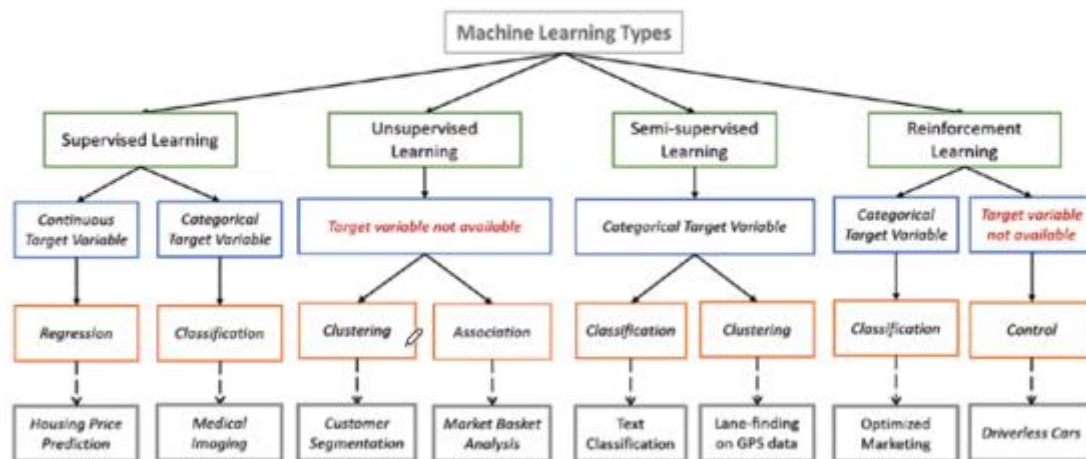 Machine Learning Types
Supervised Learning
Unsupervised
Learning
Semi-supervised
Learning
Reinforcement
Learning
Continuous
Target Variable
Categorical
Target Variable
Target variable not available
Categorical Target Variable
Categorical
Target Variable
Target variable
not available
Regression
Classification
Clustering
Association
Classification
Clustering
Classification
Control
Housing Price
Prediction
Medical
Imaging
Customer
Segmentation
Market Basket
Analysis
Text
Classification
Lane-finding
on GPS data
Optimized
Marketing
Driverless Cars